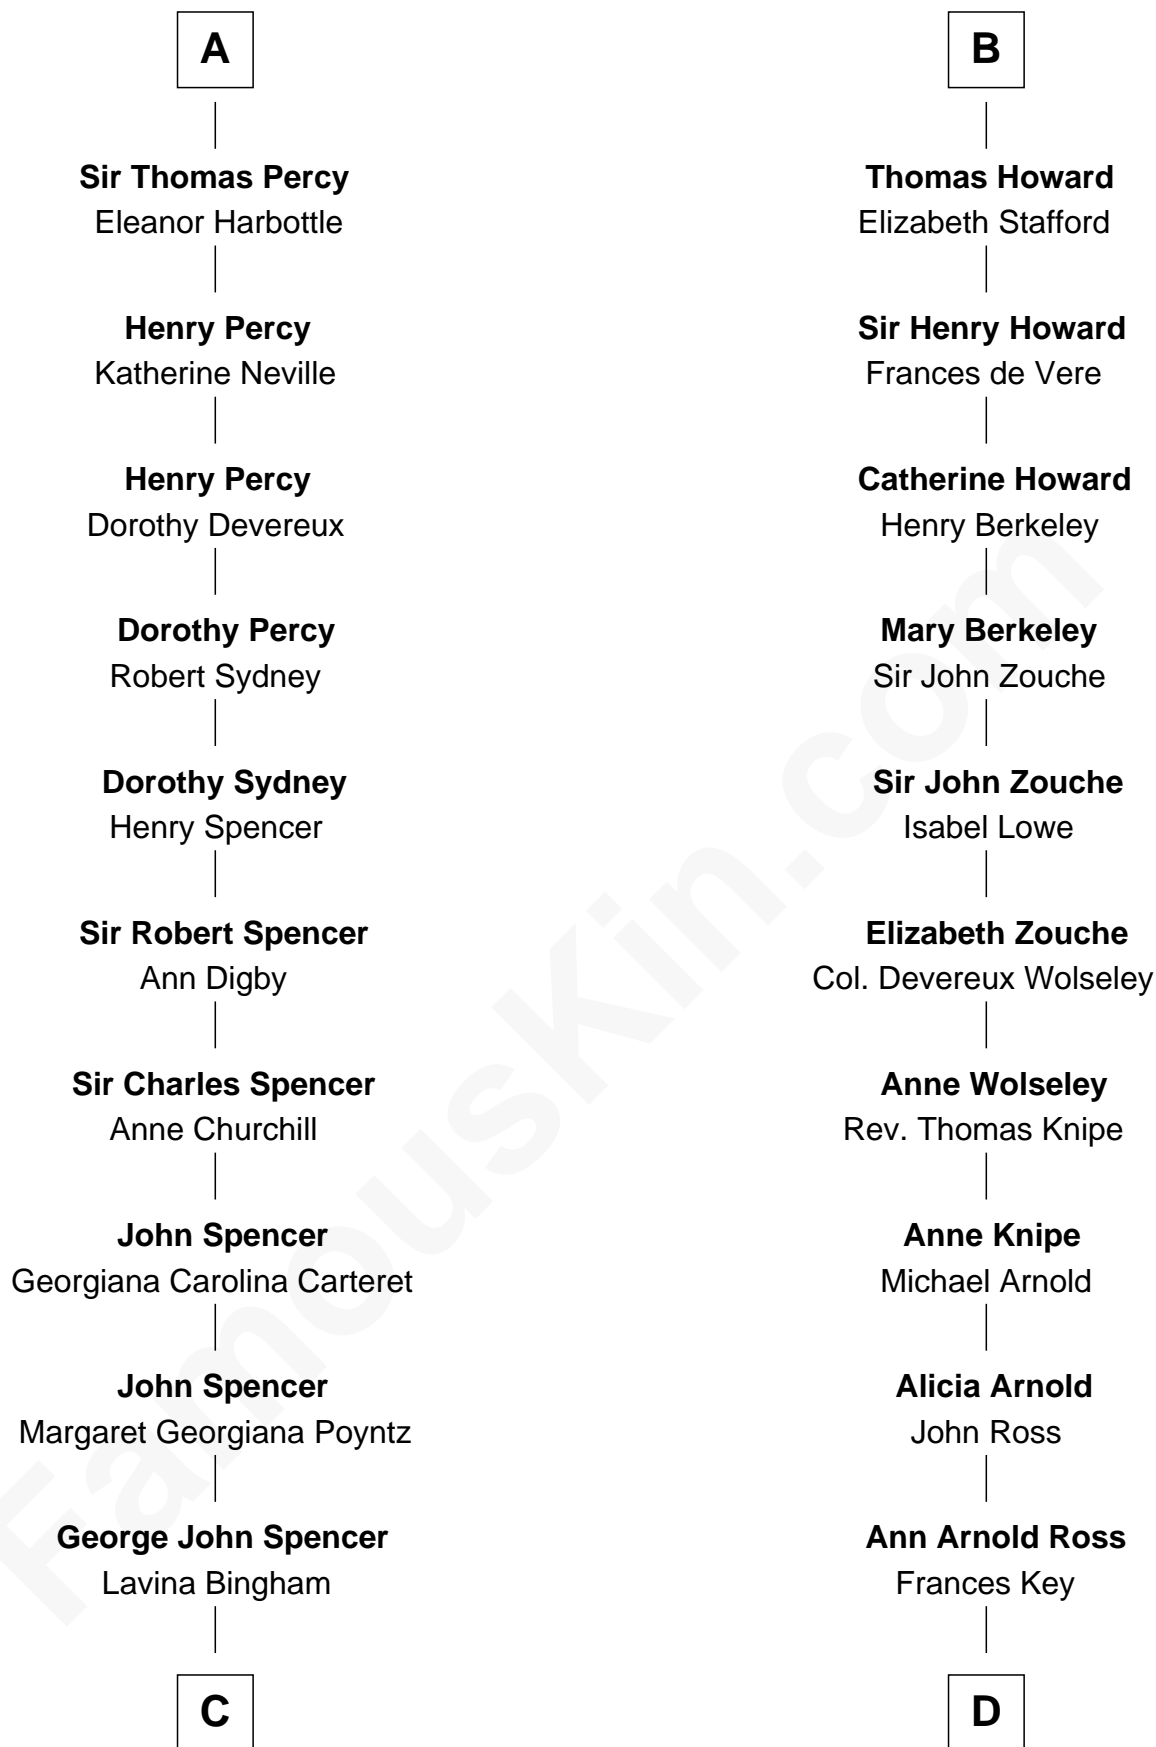 A
Sir Thomas Percy
Eleanor Harbottle
Henry Percy
Katherine Neville
Henry Percy
Dorothy Devereux
Dorothy Percy
Robert Sydney
Dorothy Sydney
Henry Spencer
Sir Robert Spencer
Ann Digby
Sir Charles Spencer
Anne Churchill
John Spencer
Georgiana Carolina Carteret
John Spencer
Margaret Georgiana Poyntz
George John Spencer
Lavina Bingham
C
B
Thomas Howard
Elizabeth Stafford
Sir Henry Howard
Frances de Vere
Catherine Howard
Henry Berkeley
Mary Berkeley
Sir John Zouche
Sir John Zouche
Isabel Lowe
Elizabeth Zouche
Col. Devereux Wolseley
Anne Wolseley
Rev. Thomas Knipe
Anne Knipe
Michael Arnold
Alicia Arnold
John Ross
Ann Arnold Ross
Frances Key
D
FamousKin.com